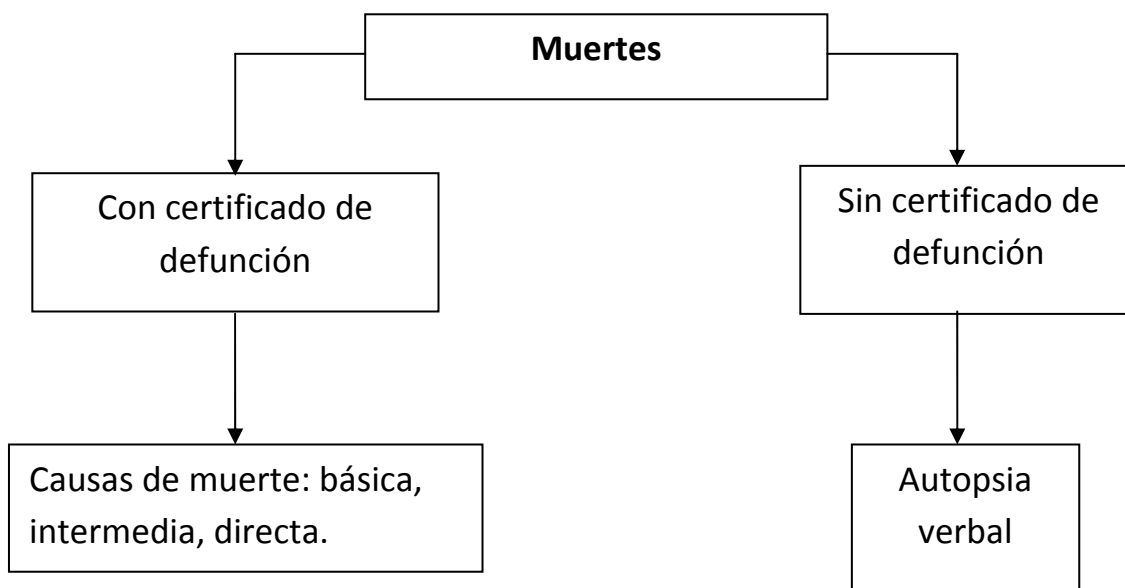 Muertes
Con certificado de
defunción
Sin certificado de
defunción
Causas de muerte: básica,
intermedia, directa.
Autopsia
verbal